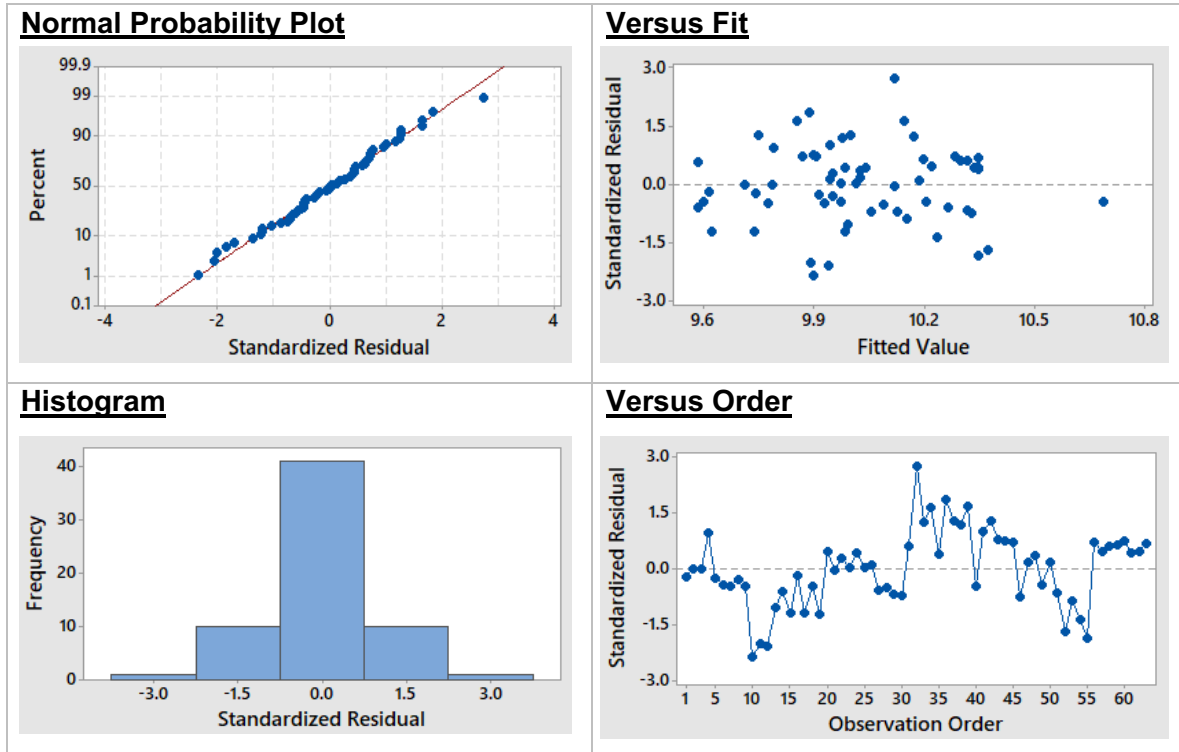 Normal Probability Plot
99.9
99
90
50
10
1
0.1
Percent
-4 -2 0 2 4
Standardized Residual
Versus Fit
3.0
1.5
0.0
-1.5
-3.0
Standardized Residual
9.6 9.9 10.2 10.5 10.8
Fitted Value
Histogram
40
30
20
10
0
Frequency
-3.0 -1.5 0.0 1.5 3.0
Standardized Residual
Versus Order
3.0
1.5
0.0
-1.5
-3.0
Standardized Residual
1 5 10 15 20 25 30 35 40 45 50 55 60
Observation Order